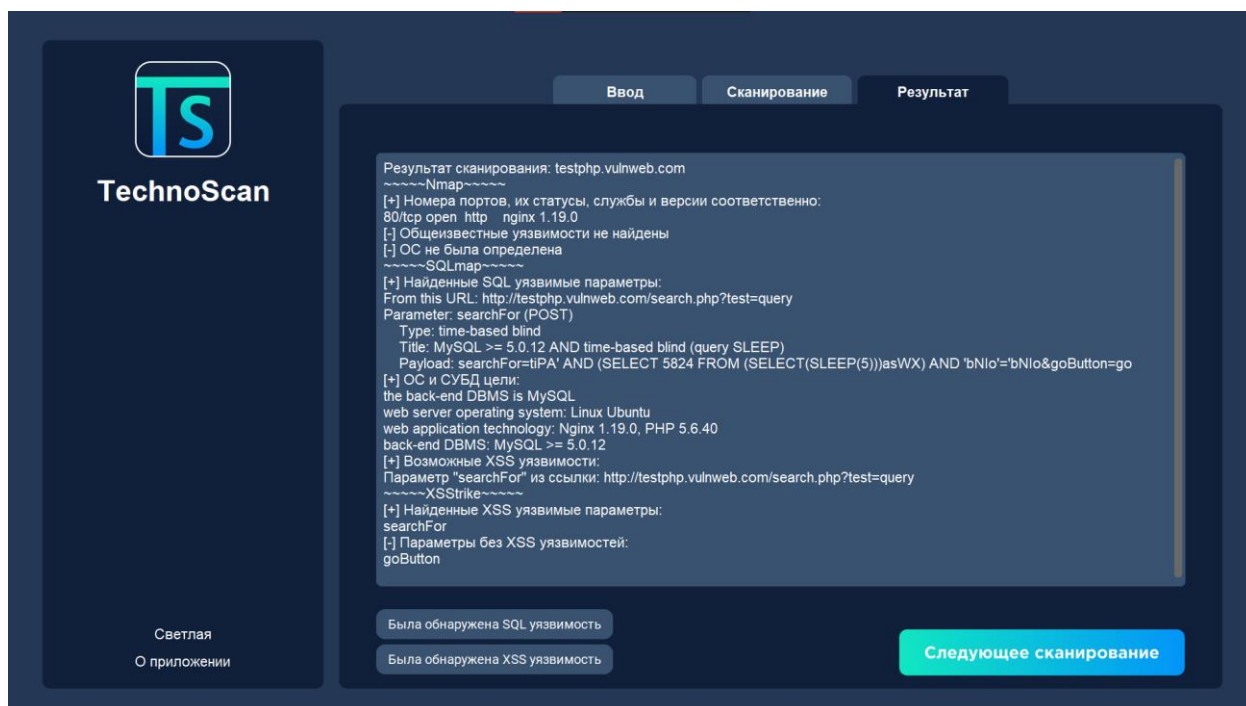 TS
TechnoScan
Светлая
О приложении
Ввод
Сканирование
Результат
Результат сканирования: testphp.vulnweb.com
~~~~~Nmap~~~~~
[+] Номера портов, их статусы, службы и версии соответственно:
80/tcp open  http    nginx 1.19.0
[-] Общеизвестные уязвимости не найдены
[-] ОС не была определена
~~~~~SQLmap~~~~~
[+] Найденные SQL уязвимые параметры:
From this URL: http://testphp.vulnweb.com/search.php?test=query
Parameter: searchFor (POST)
    Type: time-based blind
    Title: MySQL >= 5.0.12 AND time-based blind (query SLEEP)
    Payload: searchFor=tiPA' AND (SELECT 5824 FROM (SELECT(SLEEP(5)))asWX) AND 'bNIo'='bNIo&goButton=go
[+] ОС и СУБД цели:
the back-end DBMS is MySQL
web server operating system: Linux Ubuntu
web application technology: Nginx 1.19.0, PHP 5.6.40
back-end DBMS: MySQL >= 5.0.12
[+] Возможные XSS уязвимости:
Параметр "searchFor" из ссылки: http://testphp.vulnweb.com/search.php?test=query
~~~~~XSStrike~~~~~
[+] Найденные XSS уязвимые параметры:
searchFor
[-] Параметры без XSS уязвимостей:
goButton
Была обнаружена SQL уязвимость
Была обнаружена XSS уязвимость
Следующее сканирование